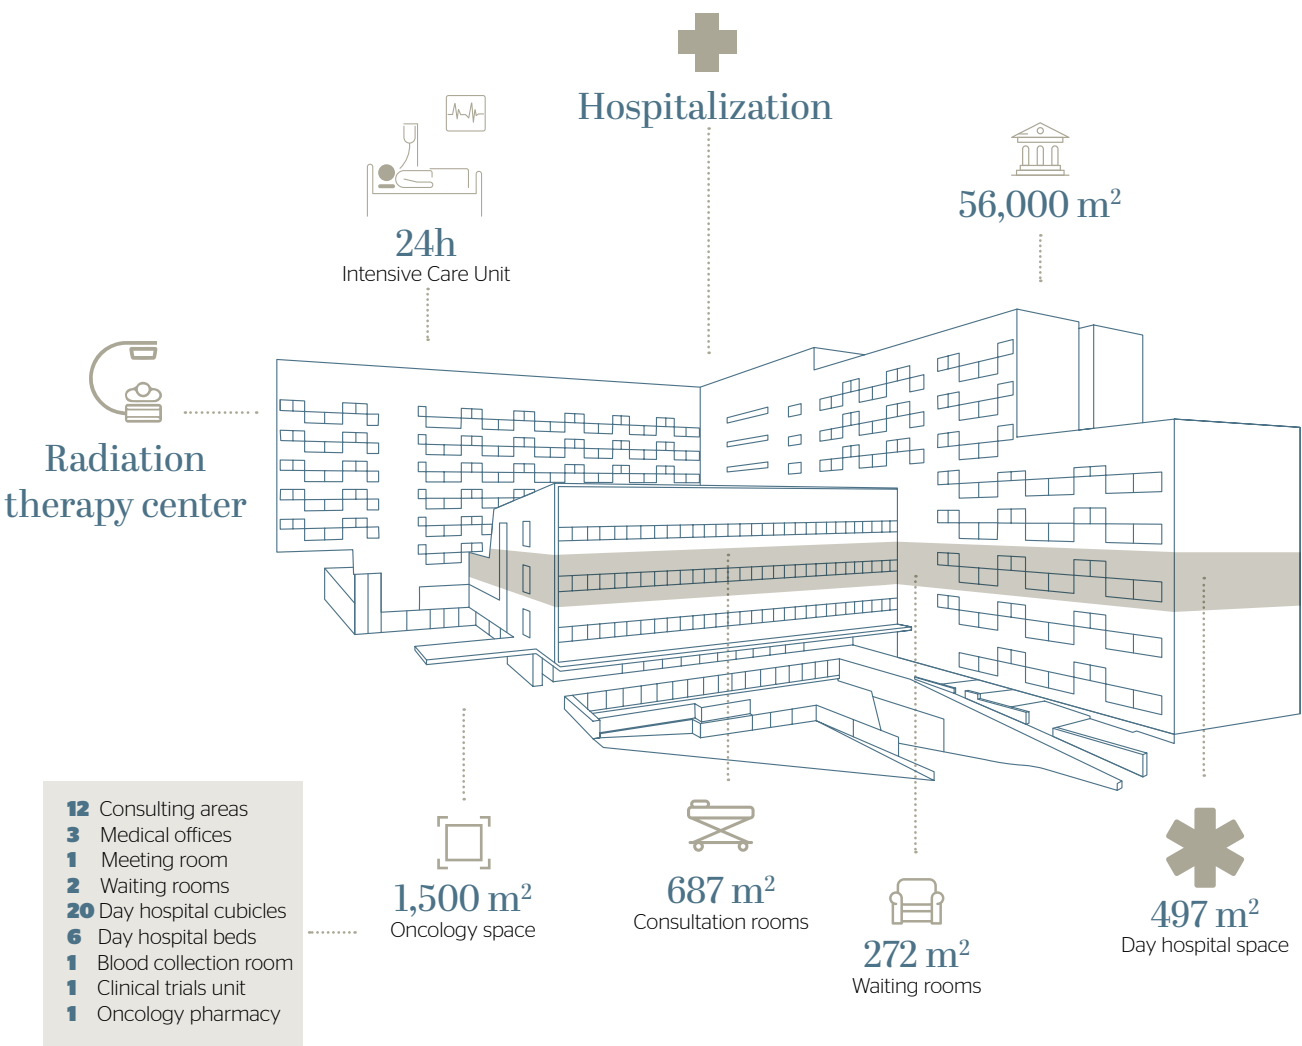 Hospitalization
24h
Intensive Care Unit
56,000 m²
Radiation
therapy center
12 Consulting areas
3 Medical offices
1 Meeting room
2 Waiting rooms
20 Day hospital cubicles
6 Day hospital beds
1 Blood collection room
1 Clinical trials unit
1 Oncology pharmacy
1,500 m²
Oncology space
687 m²
Consultation rooms
272 m²
Waiting rooms
497 m²
Day hospital space